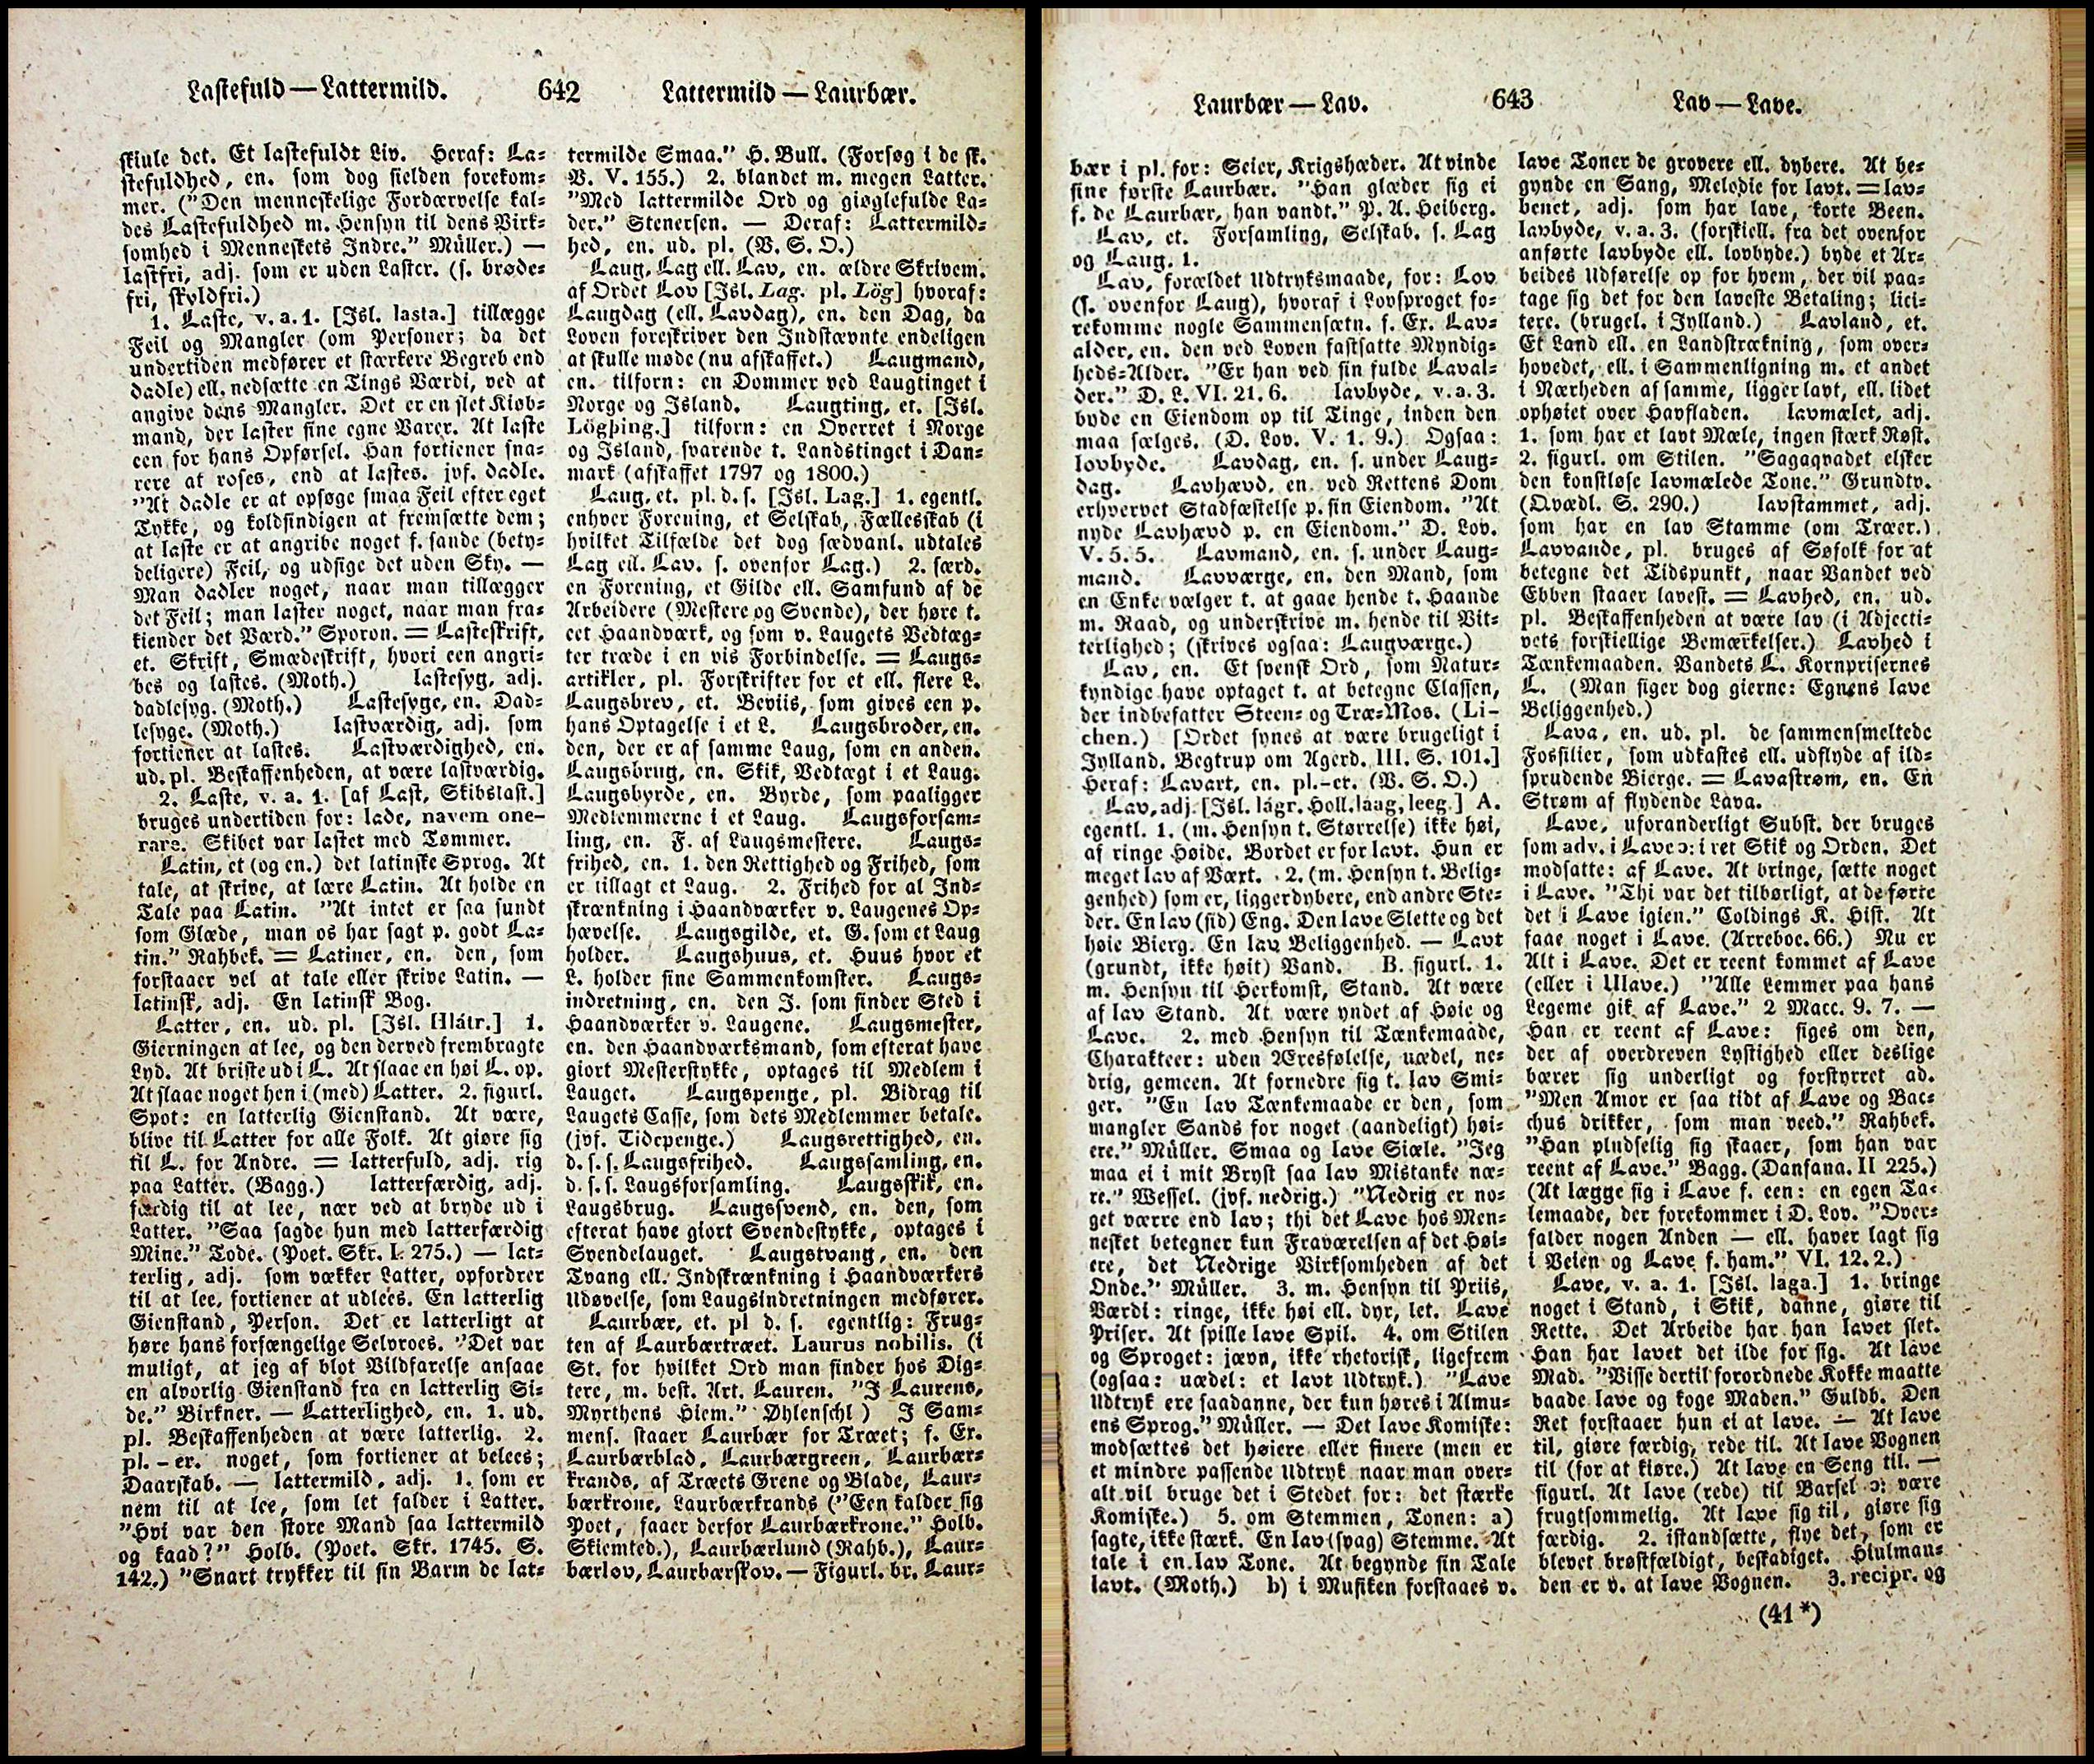 Lastefuld — Lattermild.
642
Lattermild — Laurbær.
skiule det. Et lastefuldt Liv. Heraf: La-
stefuldhed, en. som dog sielden forekom-
mer. ("Den menneskelige Fordærvelse kal-
des Lastefuldhed m. Hensyn til dens Virk-
somhed i Menneskets Indre." Müller.) —
lastfri, adj. som er uden Laster. (s. brøde-
fri, skyldfri.)
1. Laste, v. a. 1. [Isl. lasta.] tillægge
Feil og Mangler (om Personer; da det
undertiden medfører et stærkere Begreb end
dadle) ell. nedsætte en Tings Værdi, ved at
angive dens Mangler. Det er en slet Kiøb-
mand, der laster sine egne Varer. At laste
een for hans Opførsel. Han fortiener sna-
rere at roses, end at lastes. jvf. dadle.
"At dadle er at opsøge smaa Feil efter eget
Tykke, og koldsindigen at fremsætte dem;
at laste er at angribe noget f. sande (bety-
deligere) Feil, og udsige det uden Sky. —
Man dadler noget, naar man tillægger
det Feil; man laster noget, naar man fra-
kiender det Værd." Sporon. = Lasteskrift,
et. Skrift, Smædeskrift, hvori een angri-
bes og lastes. (Moth.) lastesyg, adj.
dadlesyg. (Moth.) Lastesyge, en. Dad-
lesyge. (Moth.) lastværdig, adj. som
fortiener at lastes. Lastværdighed, en.
ud. pl. Beskaffenheden, at være lastværdig.
2. Laste, v. a. 1. [af Last, Skibslast.]
bruges undertiden for: lade, navem one-
rare. Skibet var lastet med Tømmer.
Latin, et (og en.) det latinske Sprog. At
tale, at skrive, at lære Latin. At holde en
Tale paa Latin. "At intet er saa sundt
som Glæde, man os har sagt p. godt La-
tin." Rahbek. = Latiner, en. den, som
forstaaer vel at tale eller skrive Latin. —
latinsk, adj. En latinsk Bog.
Latter, en. ud. pl. [Isl. Hlátr.] 1.
Gierningen at lee, og den derved frembragte
Lyd. At briste ud i L. At slaae en høi L. op.
At slaae noget hen i (med) Latter. 2. figurl.
Spot: en latterlig Gienstand. At være,
blive til Latter for alle Folk. At giøre sig
til L. for Andre. = latterfuld, adj. rig
paa Latter. (Bagg.) latterfærdig, adj.
færdig til at lee, nær ved at bryde ud i
Latter. "Saa sagde hun med latterfærdig
Mine." Tode. (Poet. Skr. I. 275.) — lat-
terlig, adj. som vækker Latter, opfordrer
til at lee, fortiener at udlees. En latterlig
Gienstand, Person. Det er latterligt at
høre hans forfængelige Selvroes. "Det var
muligt, at jeg af blot Vildfarelse ansaae
en alvorlig Gienstand fra en latterlig Si-
de." Birkner. — Latterlighed, en. 1. ud.
pl. Beskaffenheden at være latterlig. 2.
pl. -er. noget, som fortiener at belees;
Daarskab. — lattermild, adj. 1. som er
nem til at lee, som let falder i Latter.
"Hvi var den store Mand saa lattermild
og kaad?" Holb. (Poet. Skr. 1745. S.
142.) "Snart trykker til sin Barm de lat-
termilde Smaa." H. Bull. (Forsøg i de sk.
V. V. 155.) 2. blandet m. megen Latter.
"Med lattermilde Ord og giøglefulde La-
der." Stenersen. — Deraf: Lattermild-
hed, en. ud. pl. (V. S. O.)
Laug, Lag ell. Lav, en. ældre Skrivem.
af Ordet Lov [Isl. Lag. pl. Lög] hvoraf:
Laugdag (ell. Lavdag), en. den Dag, da
Loven foreskriver den Indstævnte endeligen
at skulle møde (nu afskaffet.) Laugmand,
en. tilforn: en Dommer ved Laugtinget i
Norge og Island. Laugting, et. [Isl.
Lögþing.] tilforn: en Overret i Norge
og Island, svarende t. Landstinget i Dan-
mark (afskaffet 1797 og 1800.)
Laug, et. pl. d. s. [Isl. Lag.] 1. egentl.
enhver Forening, et Selskab, Fællesskab (i
hvilket Tilfælde det dog sædvanl. udtales
Lag ell. Lav. s. ovenfor Lag.) 2. særd.
en Forening, et Gilde ell. Samfund af de
Arbeidere (Mestere og Svende), der høre t.
eet Haandværk, og som v. Laugets Vedtæg-
ter træde i en vis Forbindelse. = Laugs-
artikler, pl. Forskrifter for et ell. flere L.
Laugsbrev, et. Beviis, som gives een p.
hans Optagelse i et L. Laugsbroder, en.
den, der er af samme Laug, som en anden.
Laugsbrug, en. Skik, Vedtægt i et Laug.
Laugsbyrde, en. Byrde, som paaligger
Medlemmerne i et Laug. Laugsforsam-
ling, en. F. af Laugsmestere. Laugs-
frihed, en. 1. den Rettighed og Frihed, som
er tillagt et Laug. 2. Frihed for al Ind-
skrænkning i Haandværker v. Laugenes Op-
hævelse. Laugsgilde, et. G. som et Laug
holder. Laugshuus, et. Huus hvor et
L. holder sine Sammenkomster. Laugs-
indretning, en. den I. som finder Sted i
Haandværker v. Laugene. Laugsmester,
en. den Haandværksmand, som efterat have
giort Mesterstykke, optages til Medlem i
Lauget. Laugspenge, pl. Bidrag til
Laugets Casse, som dets Medlemmer betale.
(jvf. Tidepenge.) Laugsrettighed, en.
d. s. s. Laugsfrihed. Laugssamling, en.
d. s. s. Laugsforsamling. Laugsskik, en.
Laugsbrug. Laugssvend, en. den, som
efterat have giort Svendestykke, optages i
Svendelauget. Laugstvang, en. den
Tvang ell. Indskrænkning i Haandværkers
Udøvelse, som Laugsindretningen medfører.
Laurbær, et. pl d. s. egentlig: Frug-
ten af Laurbærtræet. Laurus nobilis. (i
St. for hvilket Ord man finder hos Dig-
tere, m. best. Art. Lauren. "I Laurens,
Myrthens Hiem." Øhlenschl ) I Sam-
mens. staaer Laurbær for Træet; f. Ex.
Laurbærblad, Laurbærgreen, Laurbær-
krands, af Træets Grene og Blade, Laur-
bærkrone, Laurbærkrands ("Een kalder sig
Poet, faaer derfor Laurbærkrone." Holb.
Skiemted.), Laurbærlund (Rahb.), Laur-
bærlov, Laurbærskov. — Figurl. br. Laur-
Laurbær — Lav.
643
Lav — Lave.
bær i pl. for: Seier, Krigshæder. At vinde
sine første Laurbær. "Han glæder sig ei
f. de Laurbær, han vandt." P. A. Heiberg.
Lav, et. Forsamling, Selskab. s. Lag
og Laug. 1.
Lav, forældet Udtryksmaade, for: Lov
(s. ovenfor Laug), hvoraf i Lovsproget fo-
rekomme nogle Sammensætn. f. Ex. Lav-
alder, en. den ved Loven fastsatte Myndig-
heds-Alder. "Er han ved sin fulde Laval-
der." D. L. VI. 21. 6. lavbyde, v. a. 3.
byde en Eiendom op til Tinge, inden den
maa sælges. (D. Lov. V. 1. 9.) Ogsaa:
lovbyde. Lavdag, en. s. under Laug-
dag. Lavhævd, en. ved Rettens Dom
erhvervet Stadfæstelse p. sin Eiendom. "At
nyde Lavhævd p. en Eiendom." D. Lov.
V. 5. 5. Lavmand, en. s. under Laug-
mand. Lavværge, en. den Mand, som
en Enke vælger t. at gaae hende t. Haande
m. Raad, og underskrive m. hende til Vit-
terlighed; (skrives ogsaa: Laugværge.)
Lav, en. Et svensk Ord, som Natur-
kyndige have optaget t. at betegne Classen,
der indbefatter Steen- og Træ-Mos. (Li-
chen.) [Ordet synes at være brugeligt i
Jylland. Begtrup om Agerd. III. S. 101.]
Heraf: Lavart, en. pl.-er. (V. S. O.)
Lav, adj. [Isl. lágr. Holl. laag, leeg.] A.
egentl. 1. (m. Hensyn t. Størrelse) ikke høi,
af ringe Høide. Bordet er for lavt. Hun er
meget lav af Vært. 2. (m. Hensyn t. Belig-
genhed) som er, ligger dybere, end andre Ste-
der. En lav (sid) Eng. Den lave Slette og det
høie Bierg. En lav Beliggenhed. — Lavt
(grundt, ikke høit) Vand. B. figurl. 1.
m. Hensyn til Herkomst, Stand. At være
af lav Stand. At være yndet af Høie og
Lave. 2. med Hensyn til Tænkemaade,
Charakteer: uden Æresfølelse, uædel, ne-
drig, gemeen. At fornedre sig t. lav Smi-
ger. "En lav Tænkemaade er den, som
mangler Sands for noget (aandeligt) høi-
ere." Müller. Smaa og lave Siæle. "Jeg
maa ei i mit Bryst saa lav Mistanke næ-
re." Wessel. (jvf. nedrig.) "Nedrig er no-
get værre end lav; thi det Lave hos Men-
nesket betegner kun Fraværelsen af det Høi-
ere, det Nedrige Virksomheden af det
Onde." Müller. 3. m. Hensyn til Priis,
Værdi: ringe, ikke høi ell. dyr, let. Lave
Priser. At spille lave Spil. 4. om Stilen
og Sproget: jævn, ikke rhetorisk, ligefrem
(ogsaa: uædel: et lavt Udtryk.) "Lave
Udtryk ere saadanne, der kun høres i Almu-
ens Sprog." Müller. — Det lave Komiske:
modsættes det høiere eller finere (men er
et mindre passende Udtryk naar man over-
alt vil bruge det i Stedet for: det stærke
Komiske.) 5. om Stemmen, Tonen: a)
sagte, ikke stærk. En lav (svag) Stemme. At
tale i en lav Tone. At begynde sin Tale
lavt. (Moth.) b) i Musiken forstaaes v.
lave Toner de grovere ell. dybere. At be-
gynde en Sang, Melodie for lavt. = lav-
benet, adj. som har lave, korte Been.
lavbyde, v. a. 3. (forskiell. fra det ovenfor
anførte lavbyde ell. lovbyde.) byde et Ar-
beides Udførelse op for hvem, der vil paa-
tage sig det for den laveste Betaling; lici-
tere. (brugel. i Jylland.) Lavland, et.
Et Land ell. en Landstrækning, som over-
hovedet, ell. i Sammenligning m. et andet
i Nærheden af samme, ligger lavt, ell. lidet
ophøiet over Havfladen. lavmælet, adj.
1. som har et lavt Mæle, ingen stærk Røst.
2. figurl. om Stilen. "Sagaqvadet elsker
den konstløse lavmælede Tone." Grundtv.
(Qvædl. S. 290.) lavstammet, adj.
som har en lav Stamme (om Træer.)
Lavvande, pl. bruges af Søfolk for at
betegne det Tidspunkt, naar Vandet ved
Ebben staaer lavest. = Lavhed, en. ud.
pl. Beskaffenheden at være lav (i Adjecti-
vets forskiellige Bemærkelser.) Lavhed i
Tænkemaaden. Vandets L. Kornprisernes
L. (Man siger dog gierne: Egnens lave
Beliggenhed.)
Lava, en. ud. pl. de sammensmeltede
Fossilier, som udkastes ell. udflyde af ild-
sprudende Bierge. = Lavastrøm, en. En
Strøm af flydende Lava.
Lave, uforanderligt Subst. der bruges
som adv. i Lave ɔ: i ret Skik og Orden. Det
modsatte: af Lave. At bringe, sætte noget
i Lave. "Thi var det tilbørligt, at de førte
det i Lave igien." Coldings K. Hist. At
faae noget i Lave. (Arreboe. 66.) Nu er
Alt i Lave. Det er reent kommet af Lave
(eller i Ulave.) "Alle Lemmer paa hans
Legeme gik af Lave." 2 Macc. 9. 7. —
Han er reent af Lave: siges om den,
der af overdreven Lystighed eller deslige
bærer sig underligt og forstyrret ad.
"Men Amor er saa tidt af Lave og Bac-
chus drikker, som man veed." Rahbek.
"Han pludselig sig staaer, som han var
reent af Lave." Bagg. (Danfana. II 225.)
(At lægge sig i Lave f. een: en egen Ta-
lemaade, der forekommer i D. Lov. "Over-
falder nogen Anden — ell. haver lagt sig
i Veien og Lave f. ham." VI. 12. 2.)
Lave, v. a. 1. [Isl. laga.] 1. bringe
noget i Stand, i Skik, danne, giøre til
Rette. Det Arbeide har han lavet slet.
Han har lavet det ilde for sig. At lave
Mad. "Visse dertil forordnede Kokke maatte
baade lave og koge Maden." Guldb. Den
Ret forstaaer hun ei at lave. — At lave
til, giøre færdig, rede til. At lave Vognen
til (for at kiøre.) At lave en Seng til. —
figurl. At lave (rede) til Barsel ɔ: være
frugtsommelig. At lave sig til, giøre sig
færdig. 2. istandsætte, flye det, som er
blevet brøstfældigt, beskadiget. Hiulman-
den er v. at lave Vognen. 3. recipr. og
(41*)